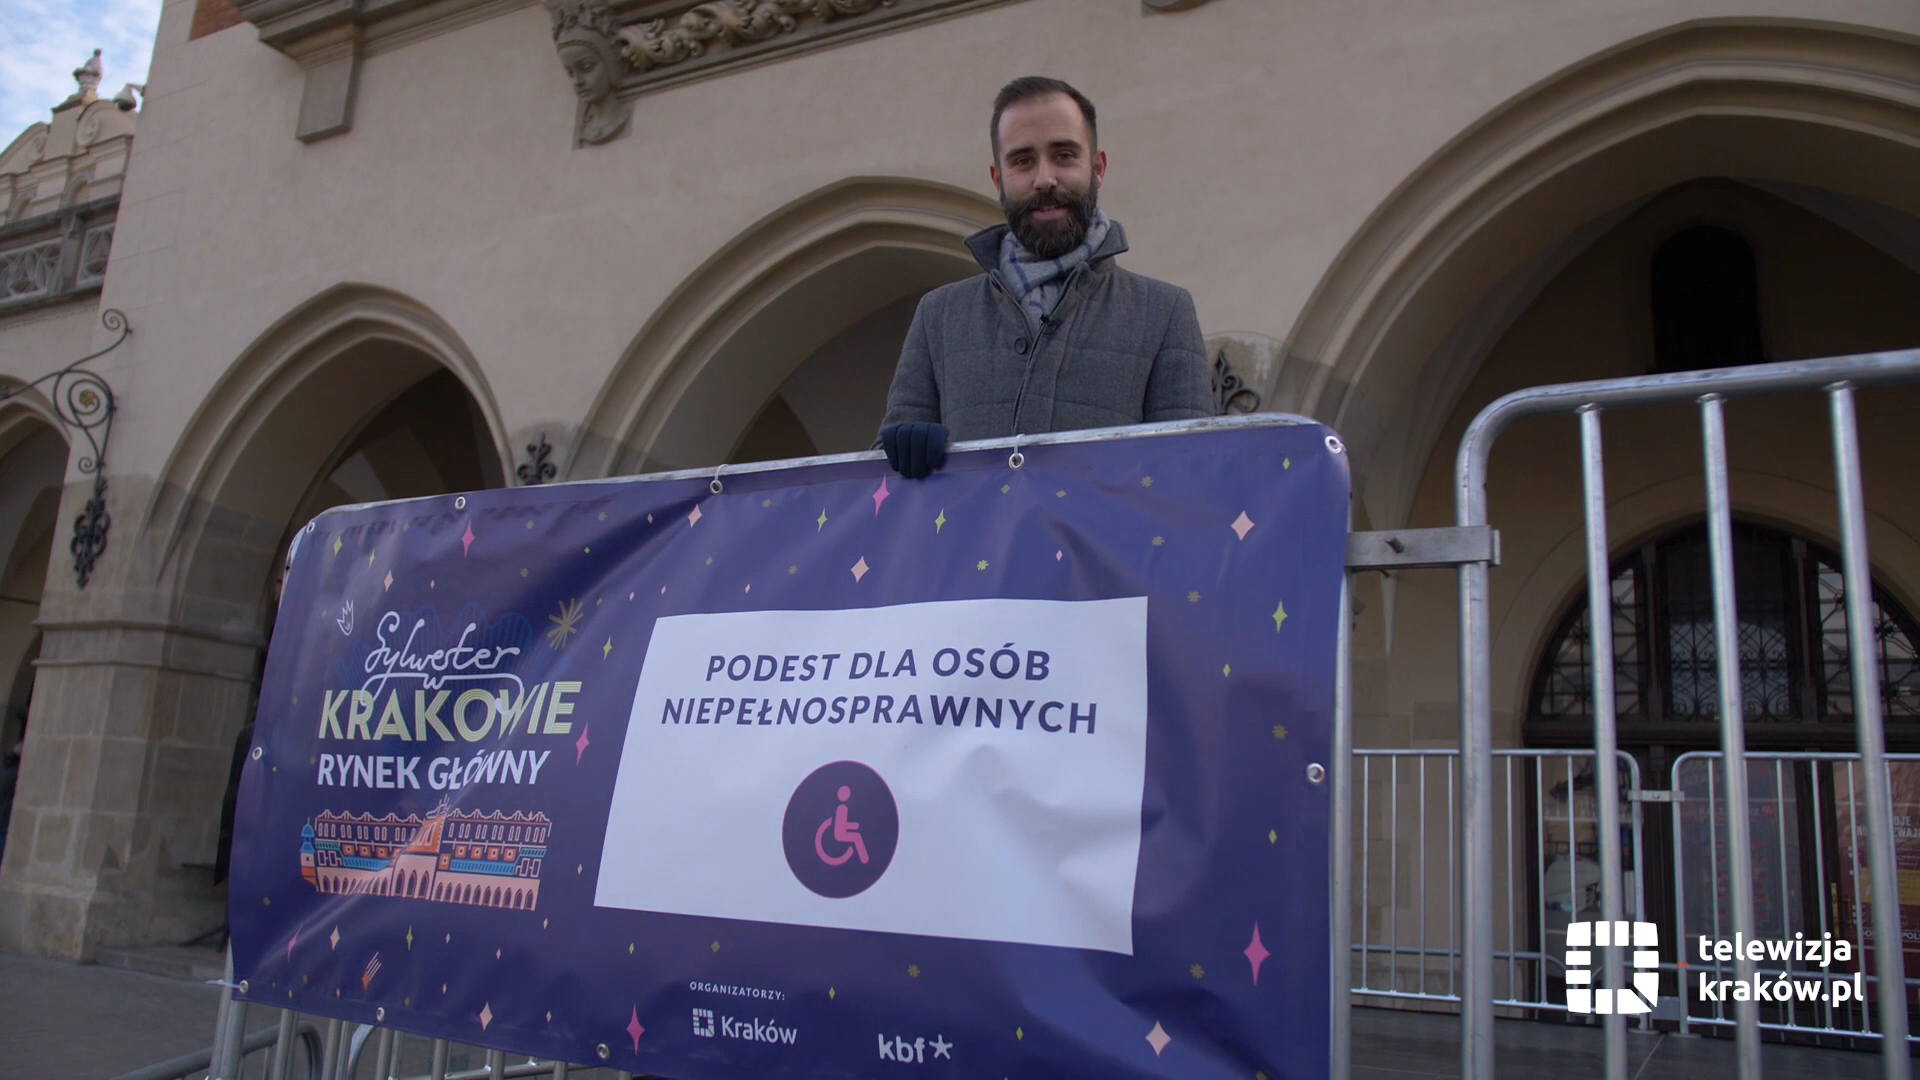 Sylwester
w
KRAKOWIE
RYNEK GŁÓWNY
PODEST DLA OSÓB
NIEPEŁNOSPRAWNYCH
ORGANIZATORZY:
Kraków
kbf
telewizja
kraków.pl